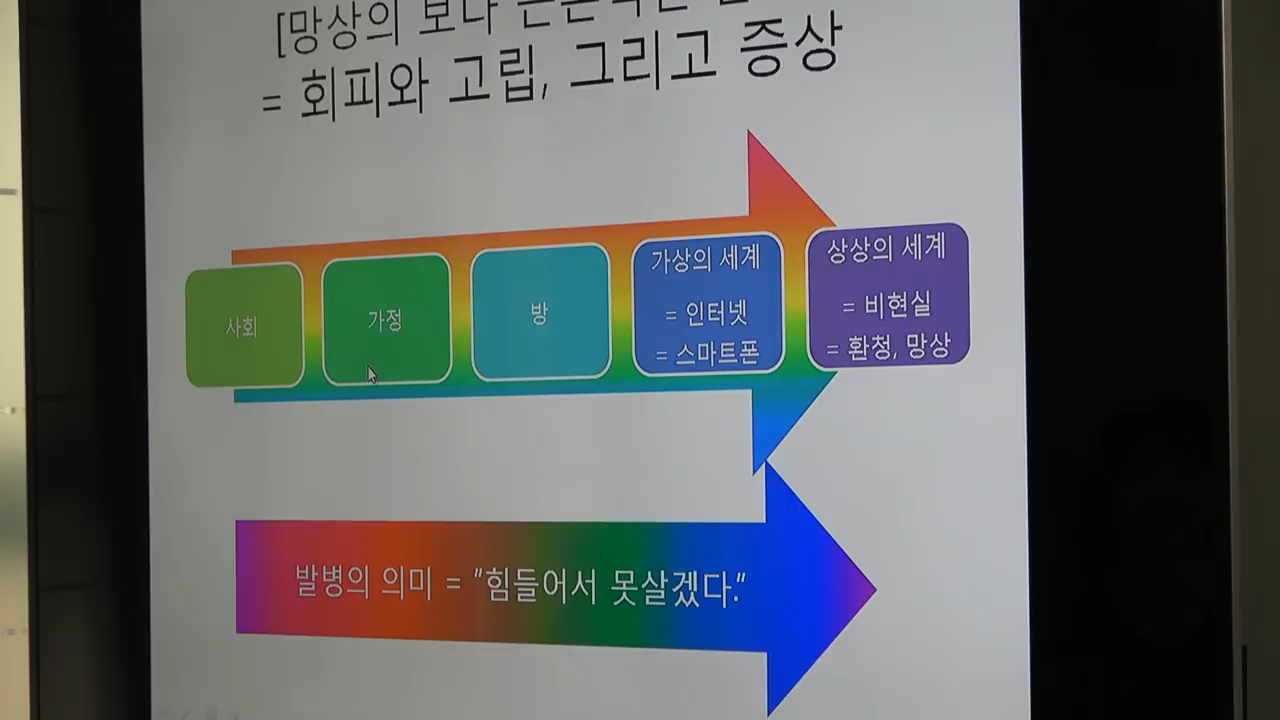 [망상의 보다
= 회피와 고립, 그리고 증상
사회
가정
방
가상의 세계
= 인터넷
= 스마트폰
상상의 세계
= 비현실
= 환청, 망상
발병의 의미 = "힘들어서 못살겠다."